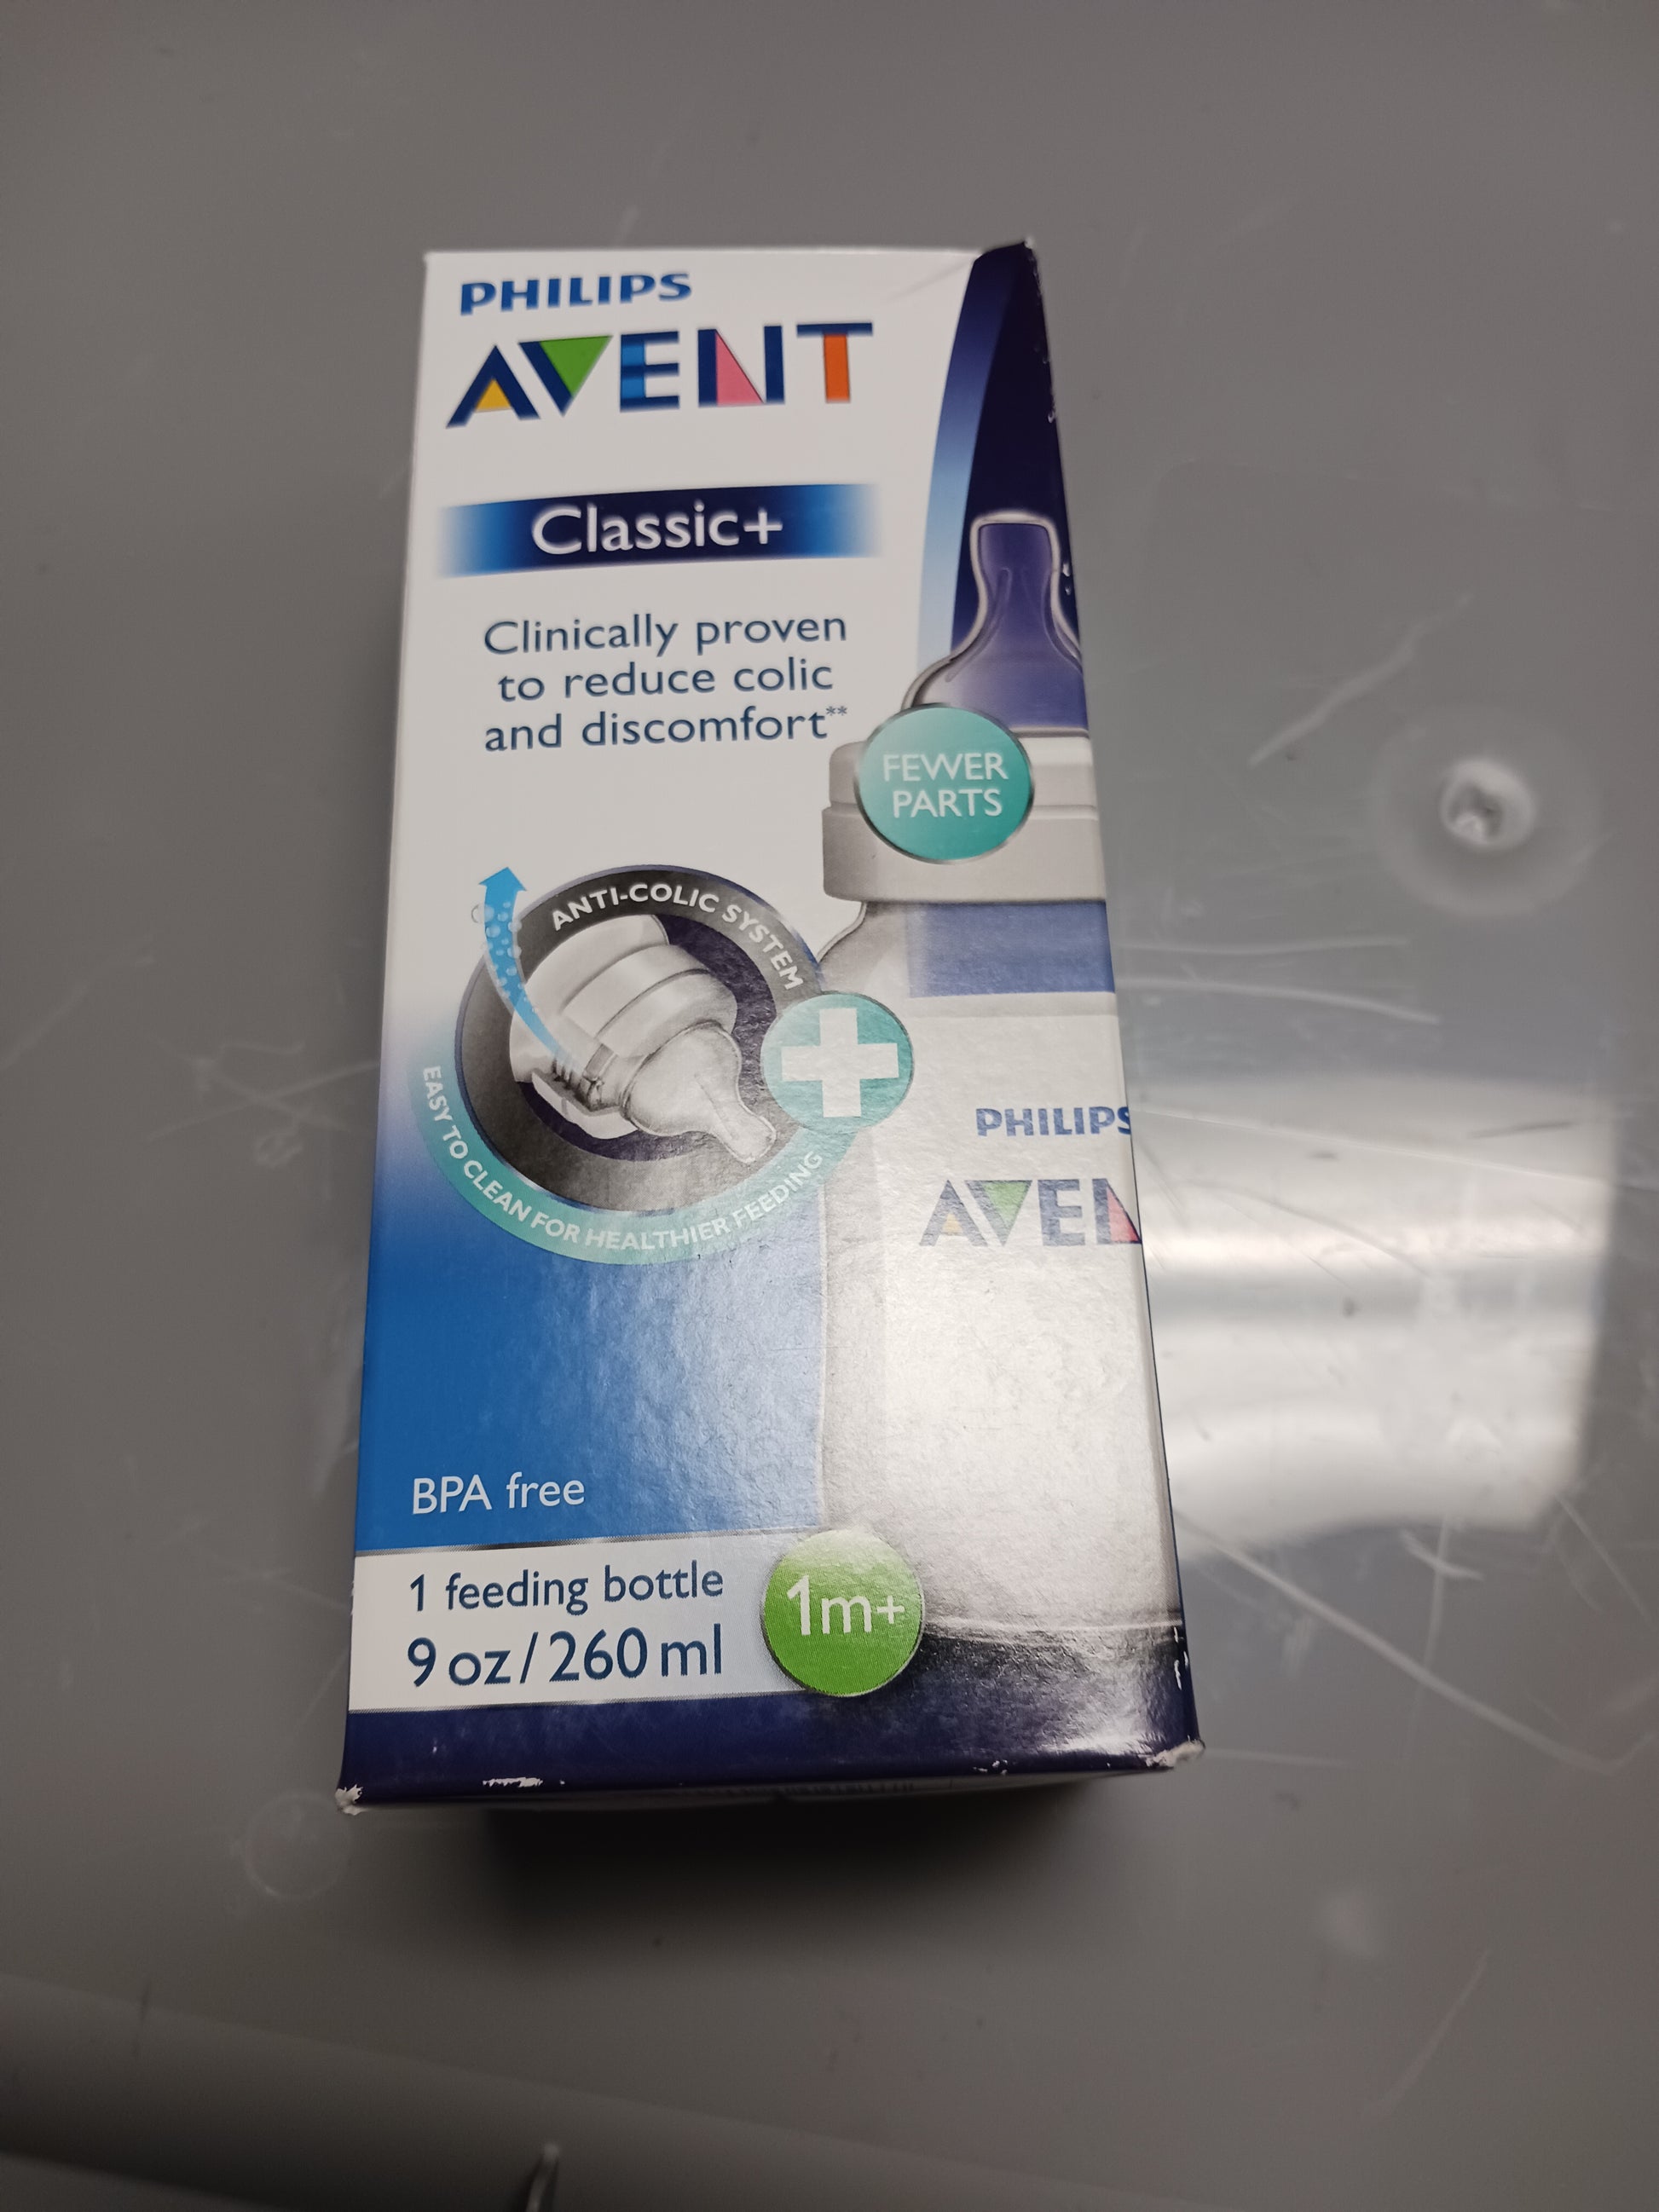 PHILIPS
AVENT
Classic+
Clinically proven
to reduce colic
and discomfort**
FEWER
PARTS
ANTI-COLIC SYSTEM
EASY TO CLEAN FOR HEALTHIER FEEDING
PHILIPS
AVEN
BPA free
1 feeding bottle
9 oz/260 ml
1m+